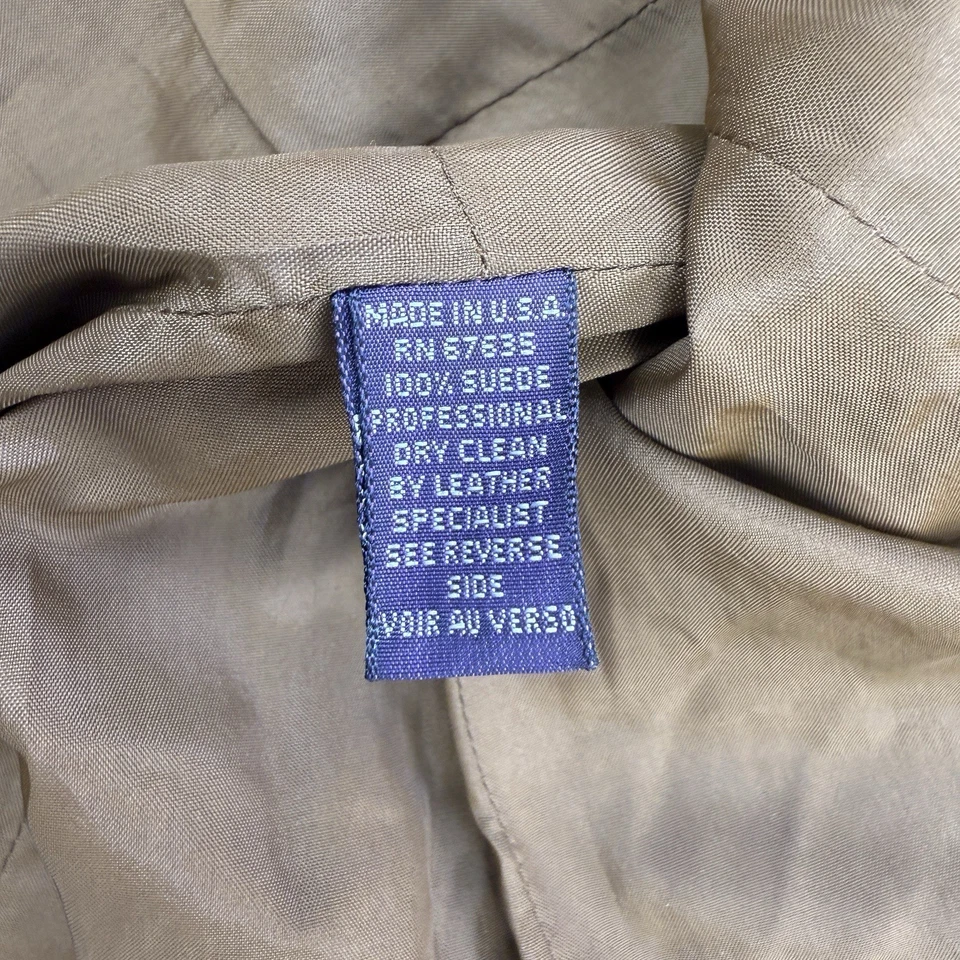 MADE IN U.S.A.
RN 67635
100% SUEDE
PROFESSIONAL
DRY CLEAN
BY LEATHER
SPECIALIST
SEE REVERSE
SIDE
VOIR AU VERSO